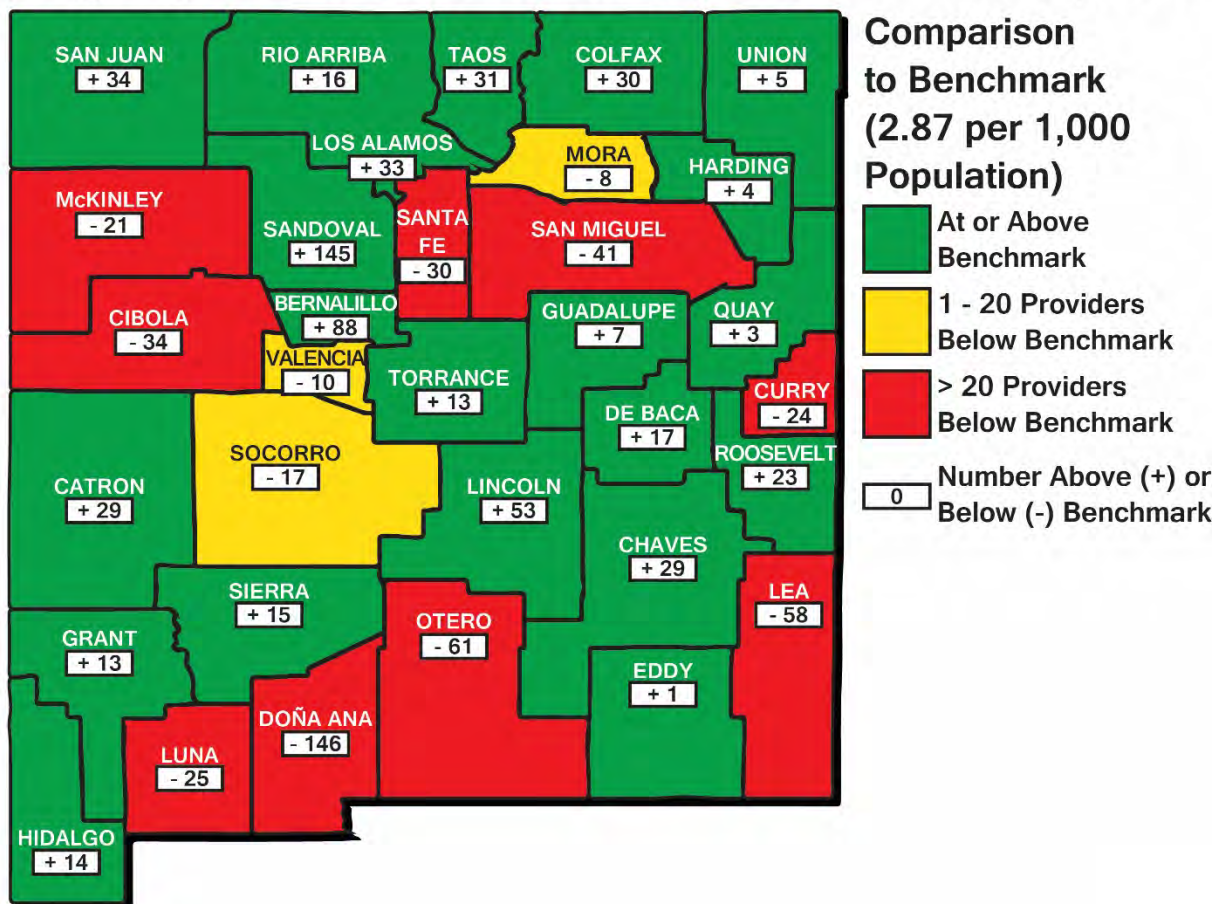 Comparison
to Benchmark
(2.87 per 1,000
Population)
At or Above
Benchmark
1 - 20 Providers
Below Benchmark
> 20 Providers
Below Benchmark
0
Number Above (+) or
Below (-) Benchmark
SAN JUAN
+ 34
RIO ARRIBA
+ 16
TAOS
+ 31
COLFAX
+ 30
UNION
+ 5
LOS ALAMOS
+ 33
MORA
- 8
HARDING
+ 4
McKINLEY
- 21
SANDOVAL
+ 145
SANTA
FE
- 30
SAN MIGUEL
- 41
CIBOLA
- 34
BERNALILLO
+ 88
GUADALUPE
+ 7
QUAY
+ 3
VALENCIA
- 10
TORRANCE
+ 13
CURRY
- 24
DE BACA
+ 17
SOCORRO
- 17
ROOSEVELT
+ 23
CATRON
+ 29
LINCOLN
+ 53
CHAVES
+ 29
SIERRA
+ 15
OTERO
- 61
LEA
- 58
GRANT
+ 13
EDDY
+ 1
DOÑA ANA
- 146
LUNA
- 25
HIDALGO
+ 14